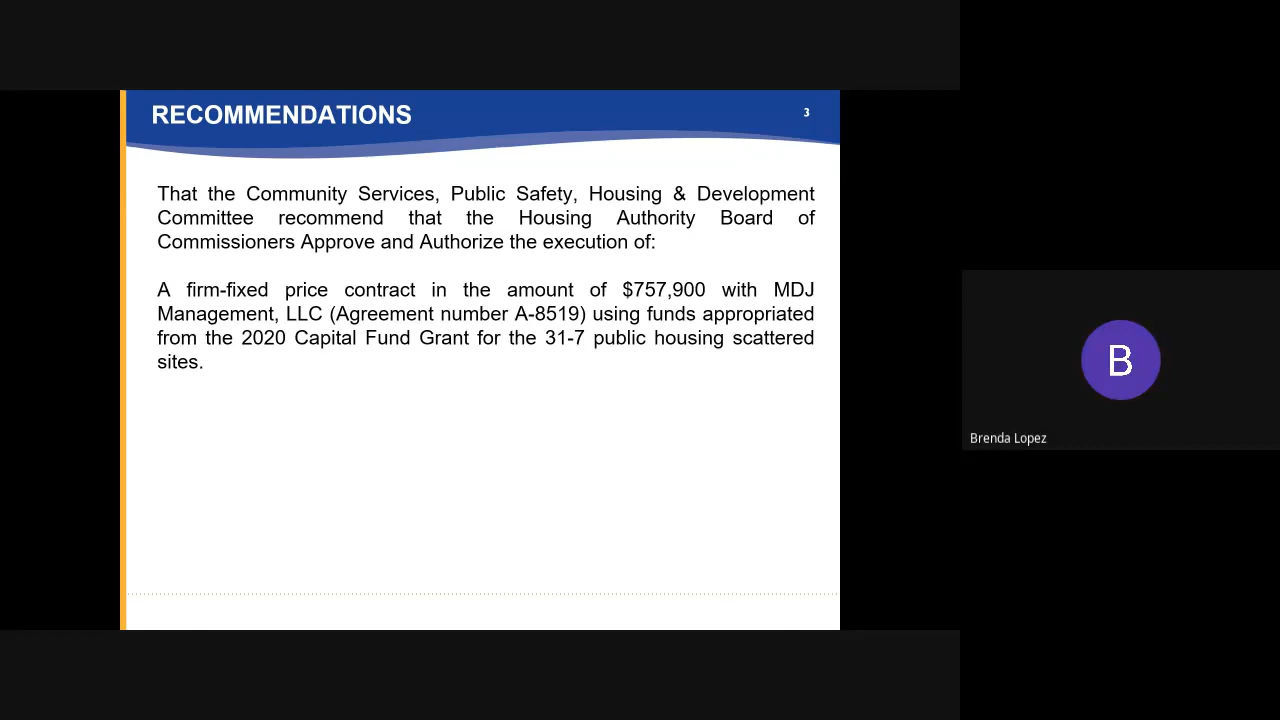 RECOMMENDATIONS
3
That the Community Services, Public Safety, Housing & Development
Committee recommend that the Housing Authority Board of
Commissioners Approve and Authorize the execution of:
A firm-fixed price contract in the amount of $757,900 with MDJ
Management, LLC (Agreement number A-8519) using funds appropriated
from the 2020 Capital Fund Grant for the 31-7 public housing scattered
sites.
B
Brenda Lopez